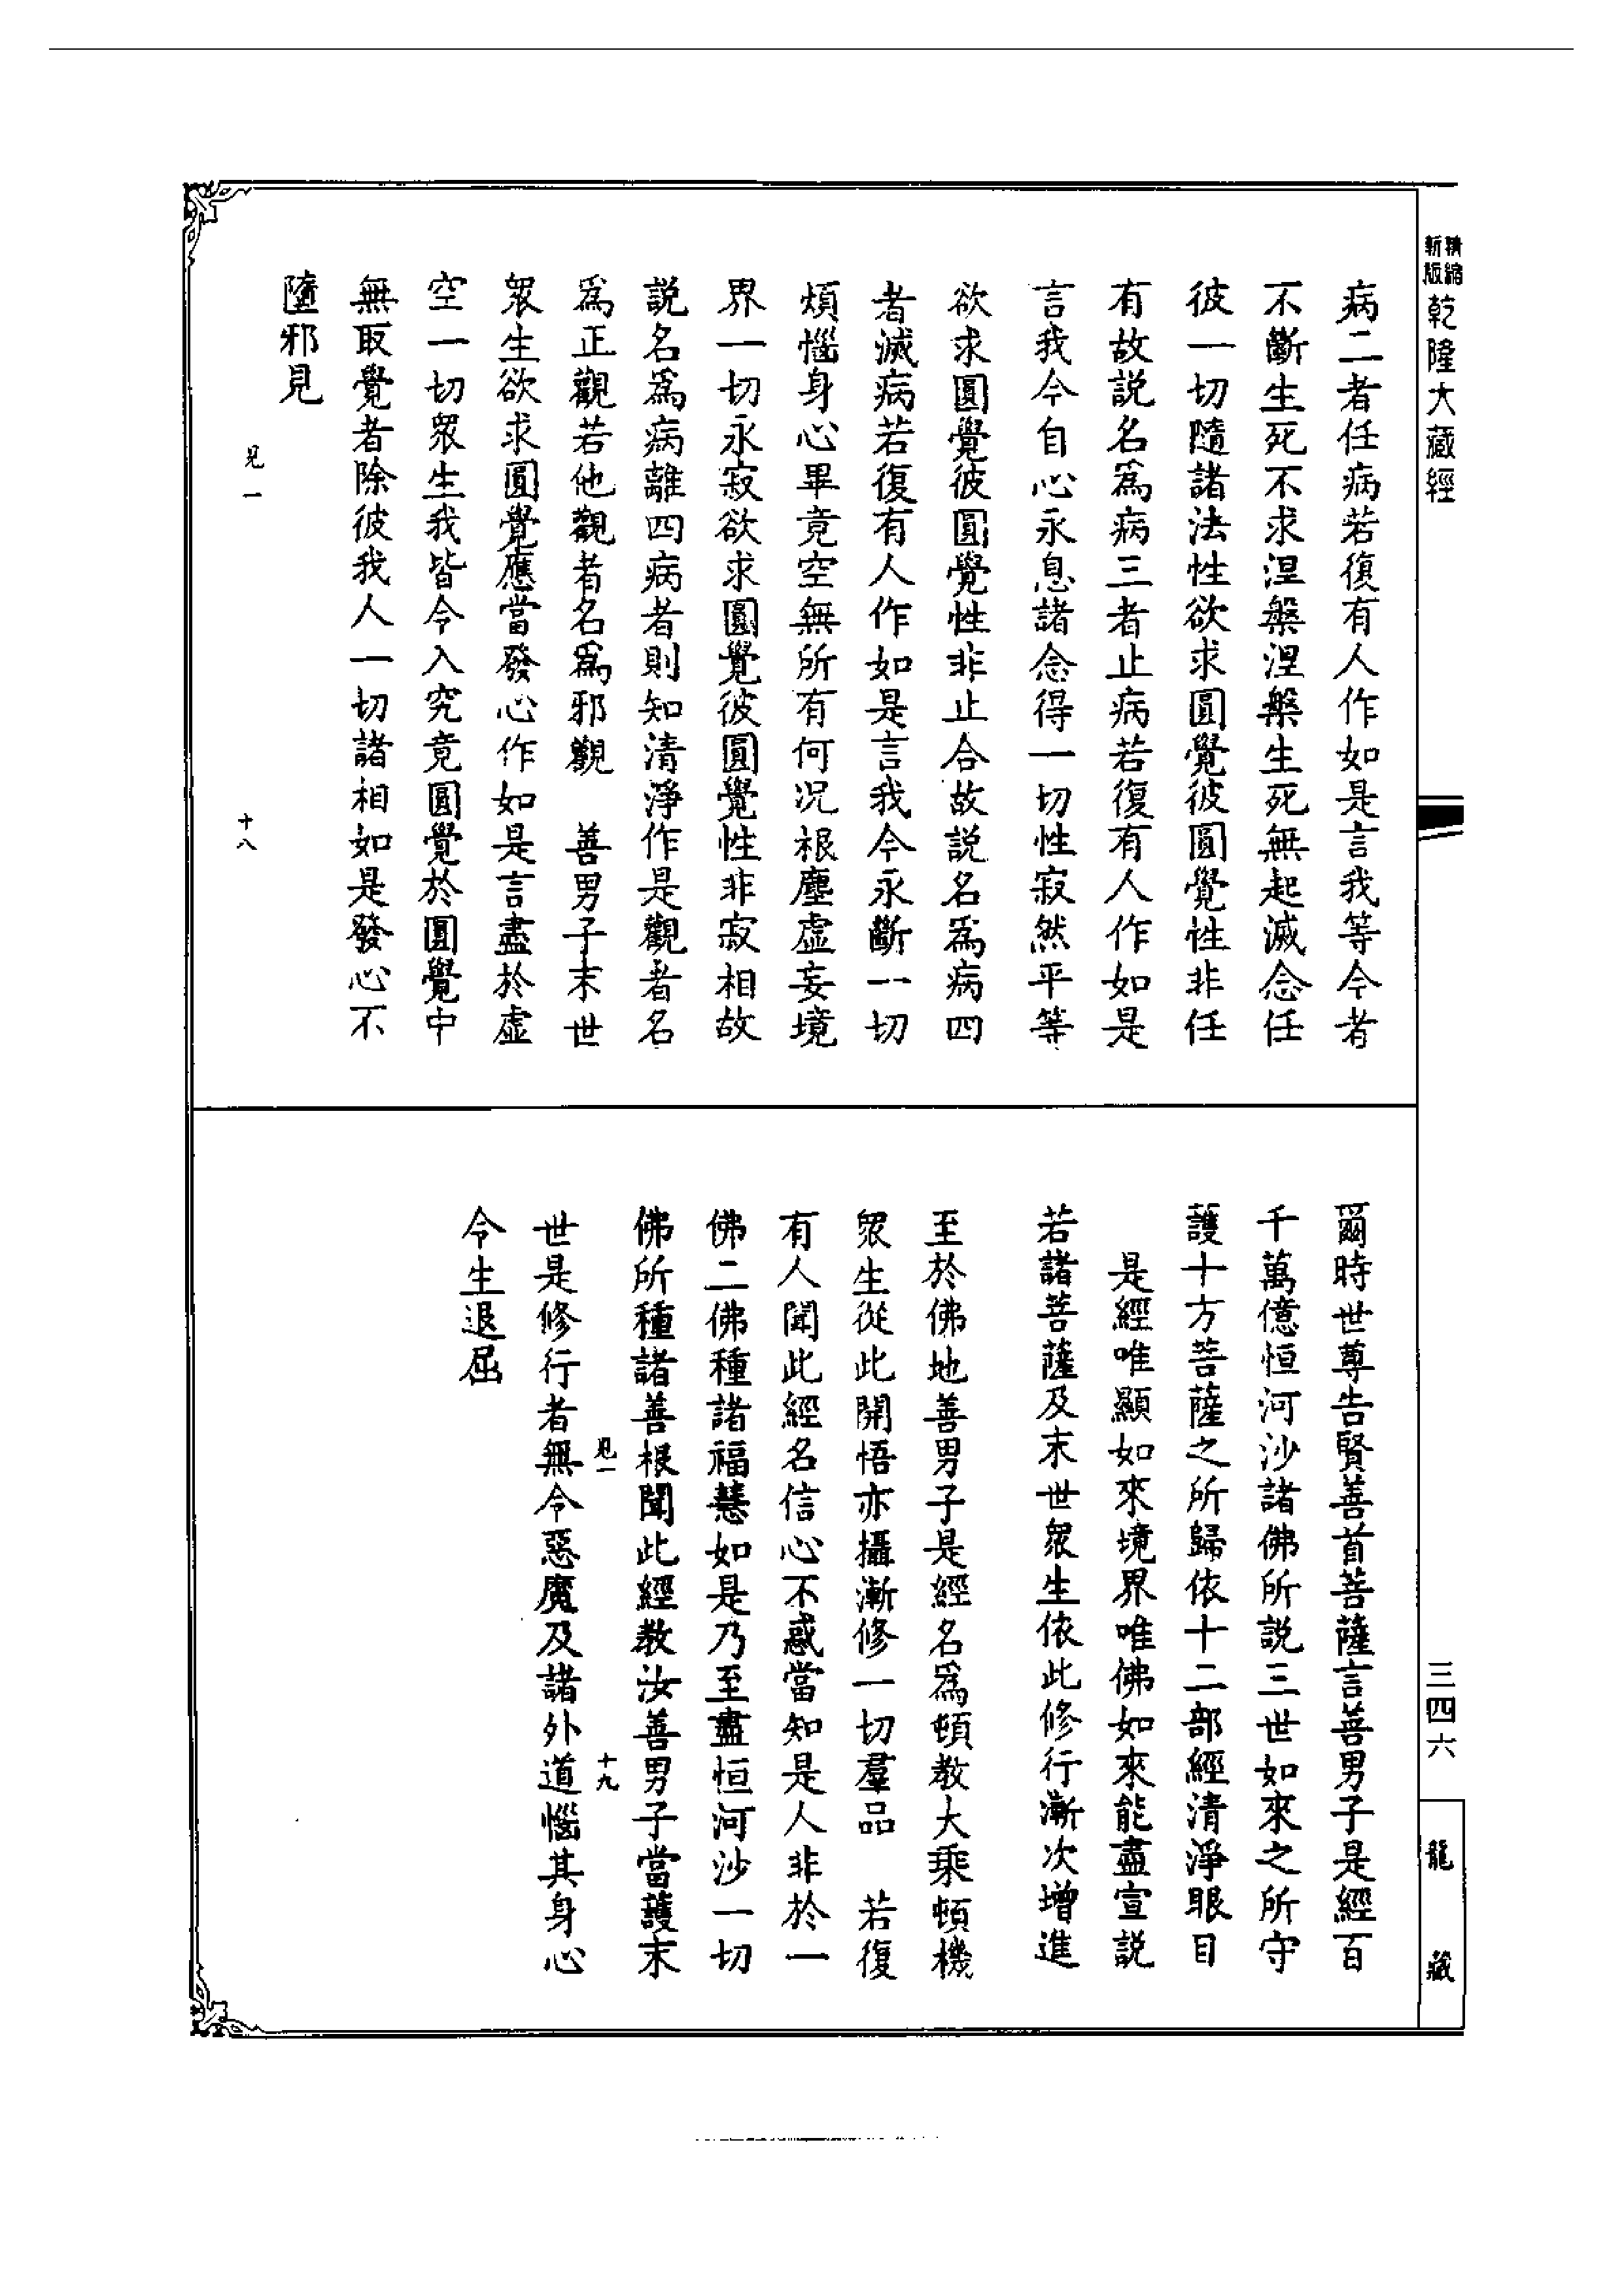 精縮新版
乾隆大藏經
病二者任病若復有人作如是言我等今者
不斷生死不求涅槃涅槃生死無起滅念任
彼一切隨諸法性欲求圓覺彼圓覺性非任
有故說名爲病三者止病若復有人作如是
言我今自心永息諸念得一切性寂然平等
欲求圓覺彼圓覺性非止合故說名爲病四
者滅病若復有人作如是言我今永斷一切
煩惱身心畢竟空無所有何況根塵虛妄境
界一切永寂欲求圓覺彼圓覺性非寂相故
說名爲病離四病者則知清淨作是觀者名
爲正觀若他觀者名爲邪觀　善男子末世
衆生欲求圓覺應當發心作如是言盡於虛
空一切衆生我皆令入究竟圓覺於圓覺中
無取覺者除彼我人一切諸相如是發心不
墮邪見
見一　十八
爾時世尊告賢善首菩薩言善男子是經百
千萬億恒河沙諸佛所說三世如來之所守
護十方菩薩之所歸依十二部經清淨眼目
是經唯顯如來境界唯佛如來能盡宣說
若諸菩薩及末世衆生依此修行漸次增進
至於佛地善男子是經名爲頓教大乘頓機
衆生從此開悟亦攝漸修一切羣品　若復
有人聞此經名信心不惑當知是人非於一
佛二佛種諸福慧如是乃至盡恒河沙一切
佛所種諸善根聞此經教汝善男子當護末
見一　十九
世是修行者無令惡魔及諸外道惱其身心
令生退屈
三四六
龍藏